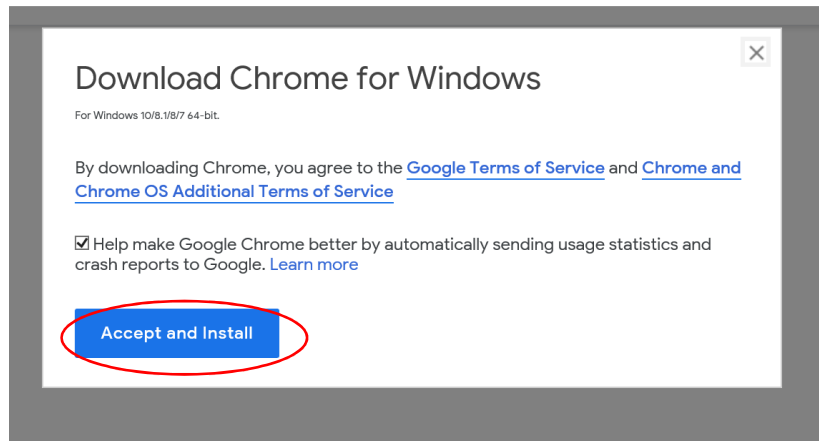 Download Chrome for Windows
For Windows 10/8.1/8/7 64-bit.
By downloading Chrome, you agree to the Google Terms of Service and Chrome and
Chrome OS Additional Terms of Service
Help make Google Chrome better by automatically sending usage statistics and
crash reports to Google. Learn more
Accept and Install